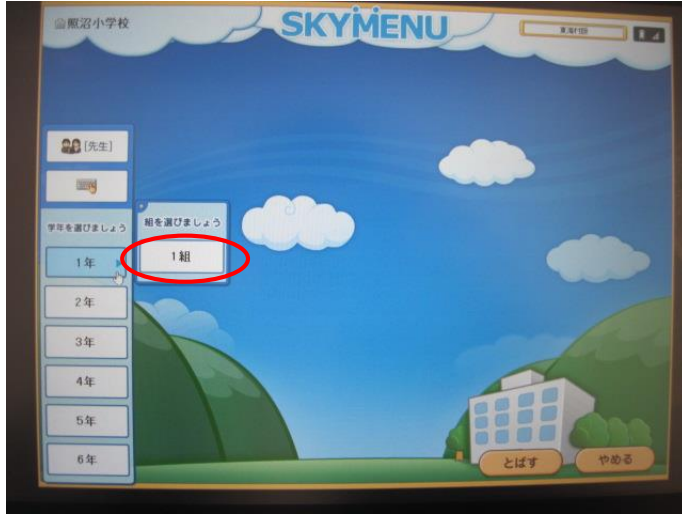 照沼小学校
SKYMENU
[先生]
学年を選びましょう
組を選びましょう
1組
1年
2年
3年
4年
5年
6年
とばす
やめる